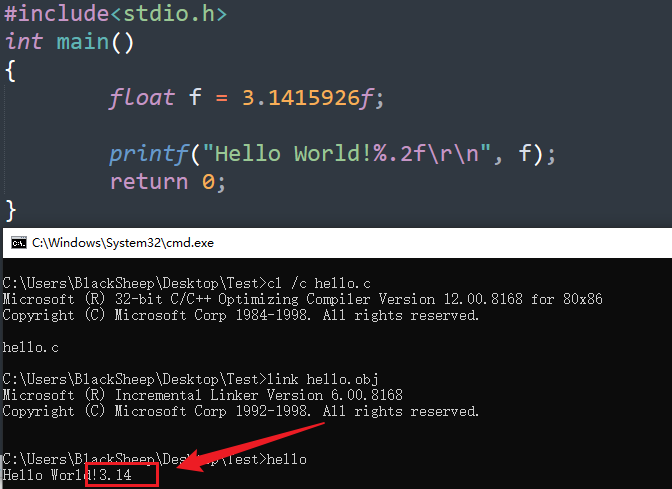 #include<stdio.h>
int main()
{
float f = 3.1415926f;
printf("Hello World!%.2f\r\n", f);
return 0;
}
C:\Windows\System32\cmd.exe
C:\Users\BlackSheep\Desktop\Test>cl /c hello.c
Microsoft (R) 32-bit C/C++ Optimizing Compiler Version 12.00.8168 for 80x86
Copyright (C) Microsoft Corp 1984-1998. All rights reserved.
hello.c
C:\Users\BlackSheep\Desktop\Test>link hello.obj
Microsoft (R) Incremental Linker Version 6.00.8168
Copyright (C) Microsoft Corp 1992-1998. All rights reserved.
C:\Users\BlackSheep\Desktop\Test>hello
Hello World!3.14